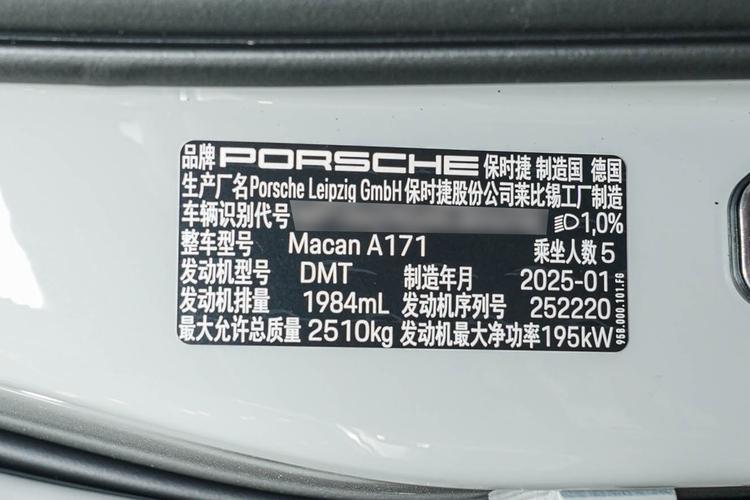 品牌 PORSCHE 保时捷 制造国 德国
生产厂名 Porsche Leipzig GmbH 保时捷股份公司莱比锡工厂制造
车辆识别代号 1,0%
整车型号 Macan A171 乘坐人数 5
发动机型号 DMT 制造年月 2025-01
发动机排量 1984mL 发动机序列号 252220
最大允许总质量 2510kg 发动机最大净功率 195kW
95B.000.101.FG